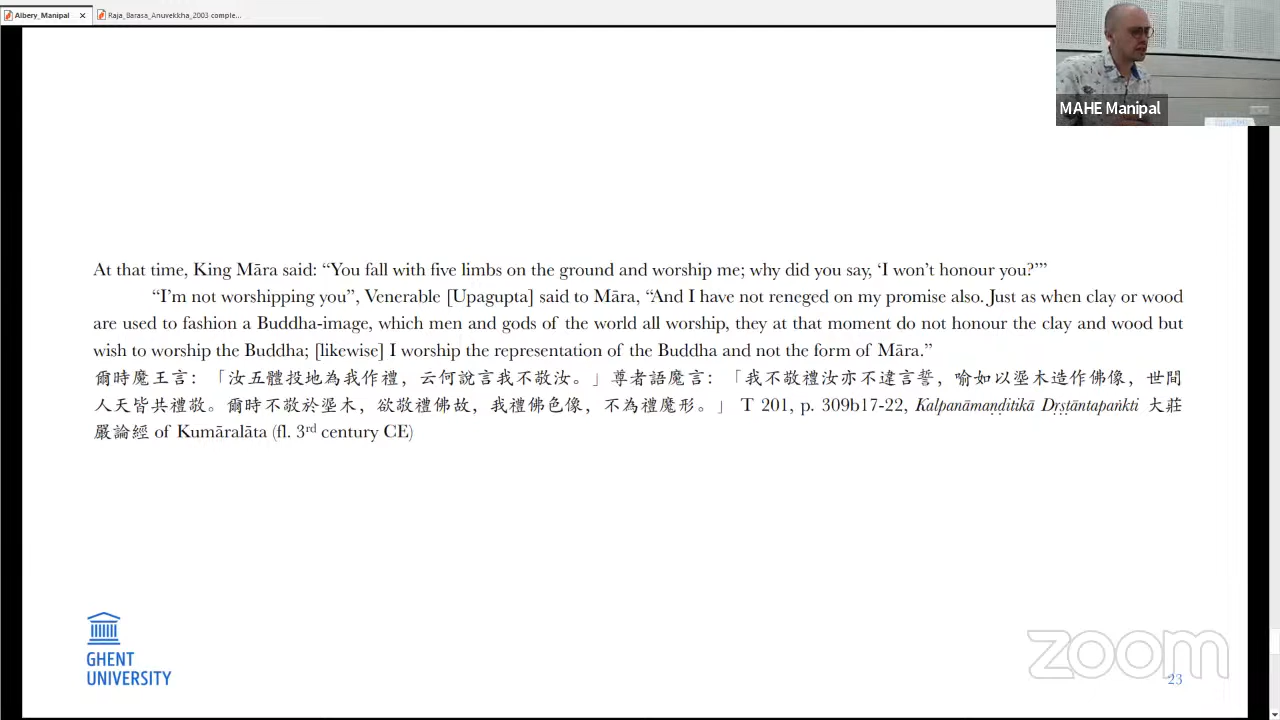 Albery_Manipal
Raja_Barasa_Anuvekkha_2003 comple...
MAHE Manipal
At that time, King Māra said: “You fall with five limbs on the ground and worship me; why did you say, ‘I won’t honour you?’”
“I’m not worshipping you”, Venerable [Upagupta] said to Māra, “And I have not reneged on my promise also. Just as when clay or wood
are used to fashion a Buddha-image, which men and gods of the world all worship, they at that moment do not honour the clay and wood but
wish to worship the Buddha; [likewise] I worship the representation of the Buddha and not the form of Māra.”
爾時魔王言：「汝五體投地為我作禮，云何說言我不敬汝。」尊者語魔言：「我不敬禮汝亦不違言誓，喻如以埿木造作佛像，世間
人天皆共禮敬。爾時不敬於埿木，欲敬禮佛故，我禮佛色像，不為禮魔形。」 T 201, p. 309b17-22, Kalpanāmaṇḍitikā Dṛṣṭāntapaṅkti 大莊
嚴論經 of Kumāralāta (fl. 3rd century CE)
GHENT
UNIVERSITY
zoom
23